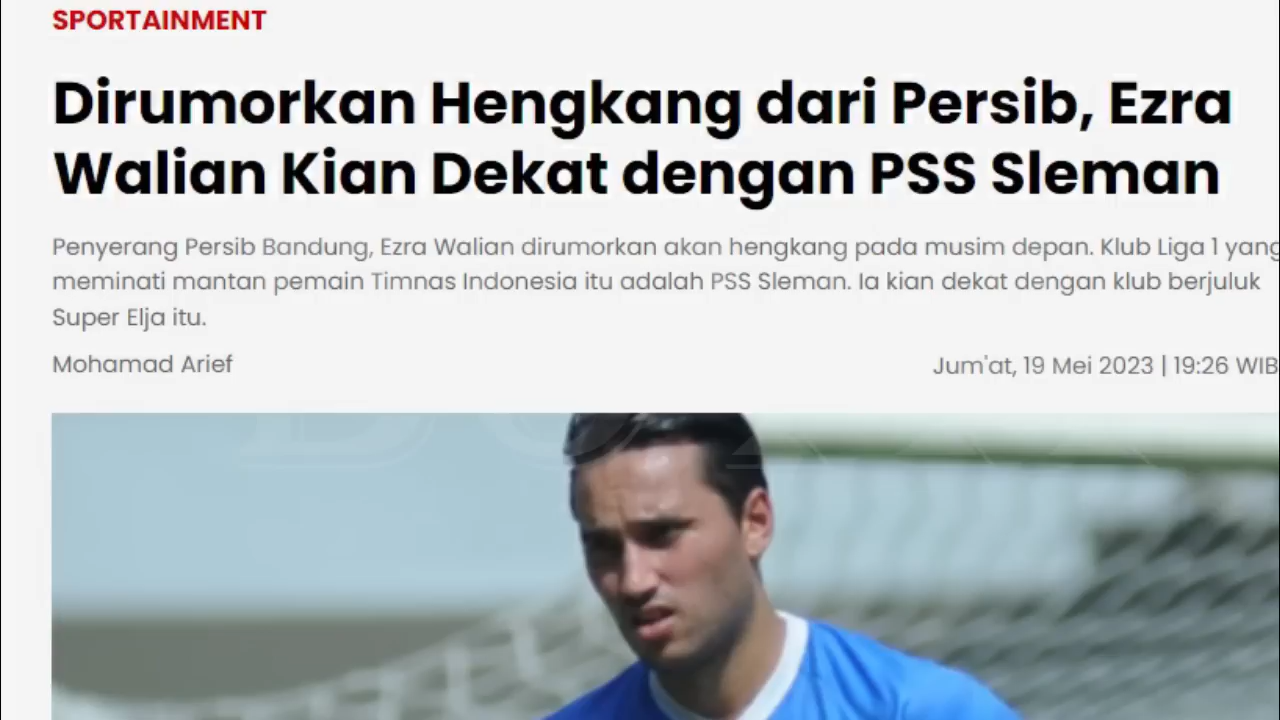 SPORTAINMENT
Dirumorkan Hengkang dari Persib, Ezra
Walian Kian Dekat dengan PSS Sleman
Penyerang Persib Bandung, Ezra Walian dirumorkan akan hengkang pada musim depan. Klub Liga 1 yang
meminati mantan pemain Timnas Indonesia itu adalah PSS Sleman. Ia kian dekat dengan klub berjuluk
Super Elja itu.
Mohamad Arief
Jum'at, 19 Mei 2023 | 19:26 WIB